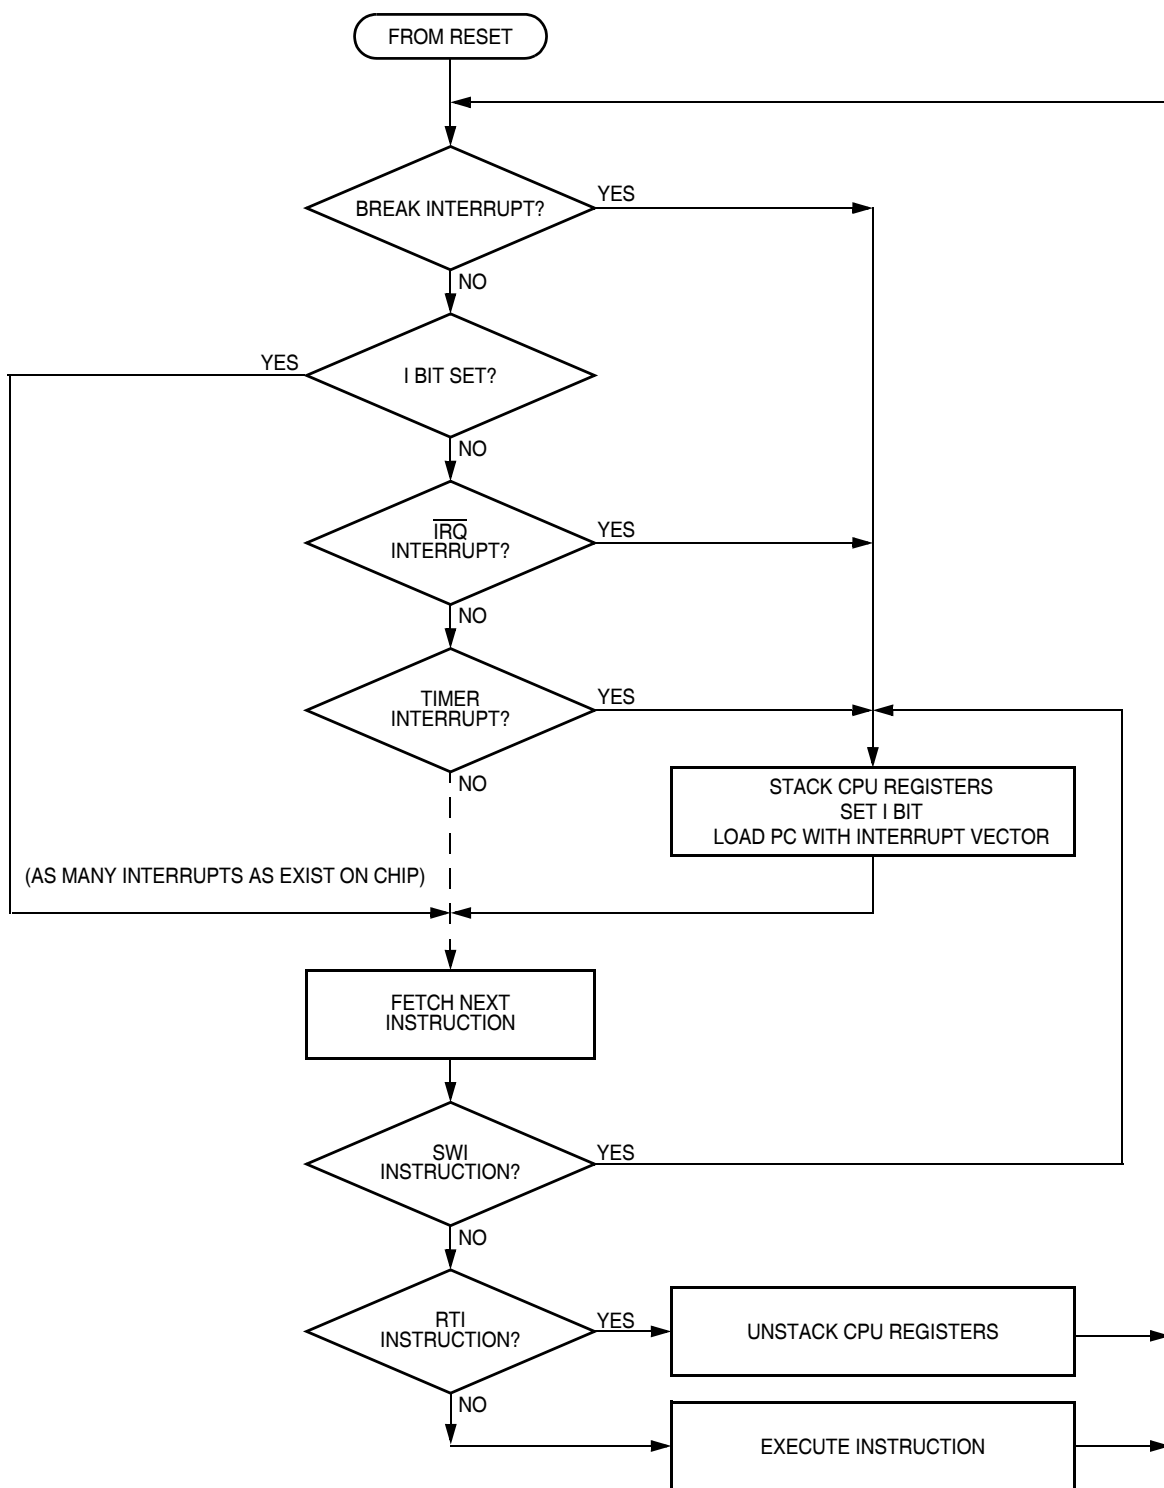 FROM RESET
BREAK INTERRUPT?
YES
NO
YES
I BIT SET?
NO
IRQ
INTERRUPT?
YES
NO
TIMER
INTERRUPT?
YES
NO
STACK CPU REGISTERS
SET I BIT
LOAD PC WITH INTERRUPT VECTOR
(AS MANY INTERRUPTS AS EXIST ON CHIP)
FETCH NEXT
INSTRUCTION
SWI
INSTRUCTION?
YES
NO
RTI
INSTRUCTION?
YES
UNSTACK CPU REGISTERS
NO
EXECUTE INSTRUCTION